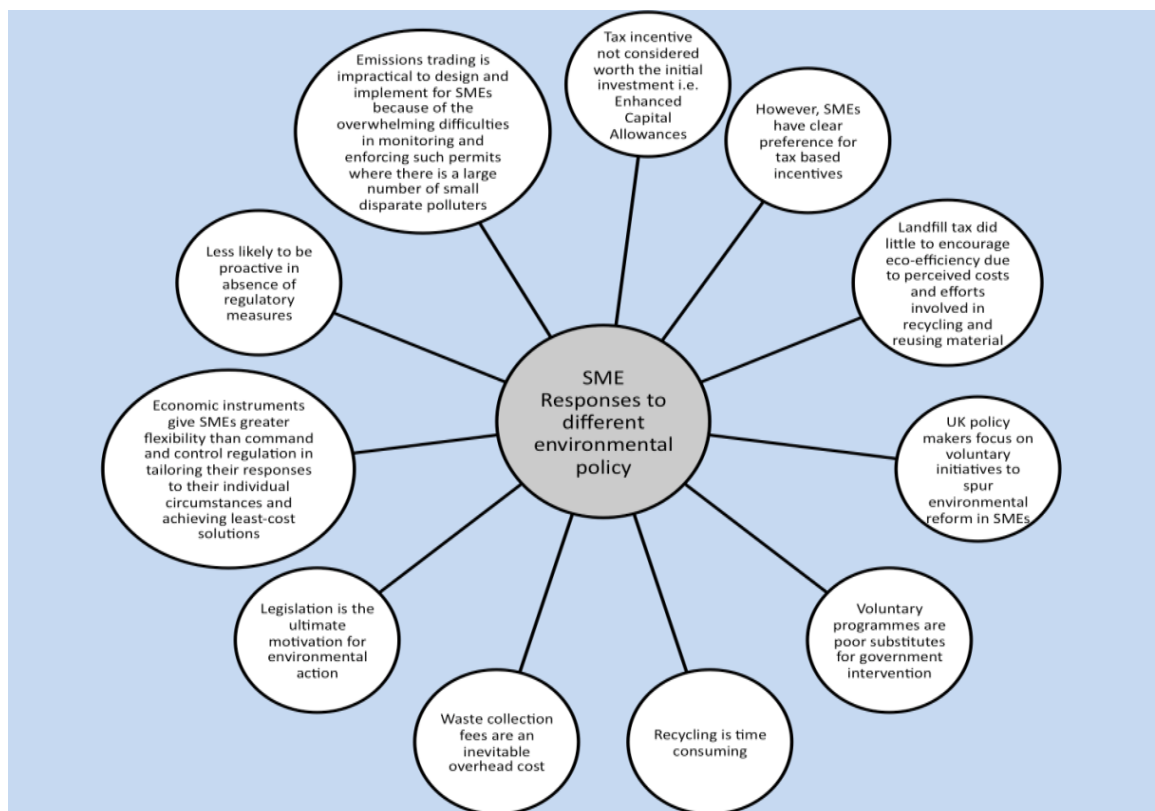 Tax incentive
not considered
worth the initial
investment i.e.
Enhanced
Capital
Allowances
However, SMEs
have clear
preference for
tax based
incentives
Landfill tax did
little to encourage
eco-efficiency due
to perceived costs
and efforts
involved in
recycling and
reusing material
UK policy
makers focus on
voluntary
initiatives to
spur
environmental
reform in SMEs
Voluntary
programmes are
poor substitutes
for government
intervention
Recycling is time
consuming
Waste collection
fees are an
inevitable
overhead cost
Legislation is the
ultimate
motivation for
environmental
action
Economic instruments
give SMEs greater
flexibility than command
and control regulation in
tailoring their responses
to their individual
circumstances and
achieving least-cost
solutions
Less likely to be
proactive in
absence of
regulatory
measures
Emissions trading is
impractical to design and
implement for SMEs
because of the
overwhelming difficulties
in monitoring and
enforcing such permits
where there is a large
number of small
disparate polluters
SME
Responses to
different
environmental
policy